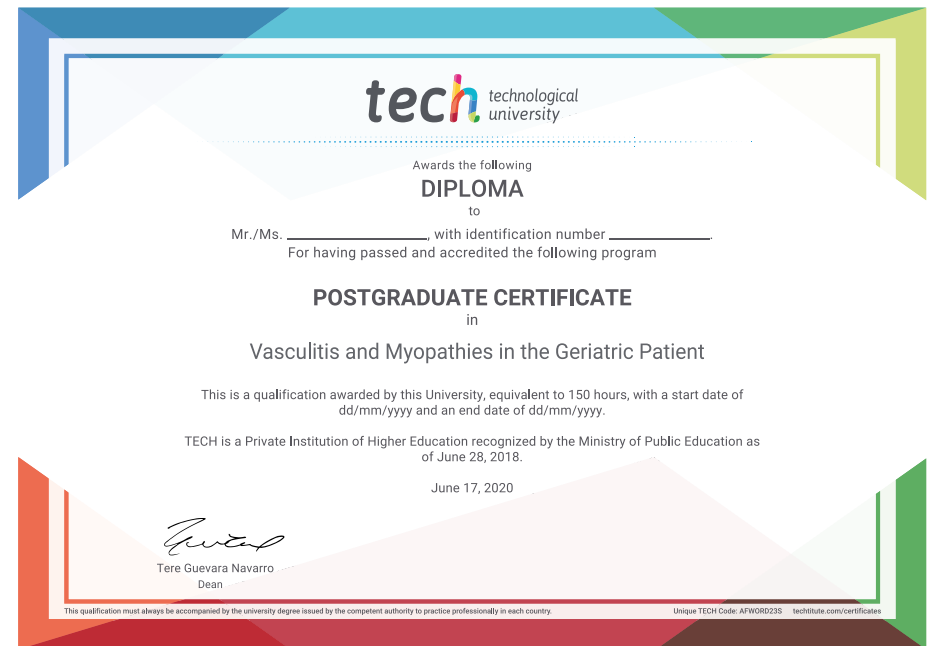 tech technological
university
Awards the following
DIPLOMA
to
Mr./Ms. ____________________, with identification number ______________.
For having passed and accredited the following program
POSTGRADUATE CERTIFICATE
in
Vasculitis and Myopathies in the Geriatric Patient
This is a qualification awarded by this University, equivalent to 150 hours, with a start date of
dd/mm/yyyy and an end date of dd/mm/yyyy.
TECH is a Private Institution of Higher Education recognized by the Ministry of Public Education as
of June 28, 2018.
June 17, 2020
Tere Guevara Navarro
Dean
This qualification must always be accompanied by the university degree issued by the competent authority to practice professionally in each country.
Unique TECH Code: AFWORD23S techtitute.com/certificates